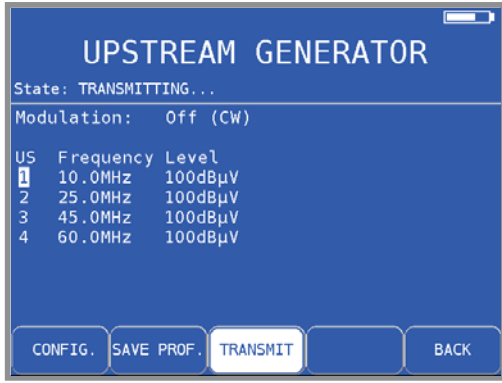 UPSTREAM GENERATOR
State: TRANSMITTING...
Modulation: Off (CW)
US Frequency Level
1 10.0MHz 100dBµV
2 25.0MHz 100dBµV
3 45.0MHz 100dBµV
4 60.0MHz 100dBµV
CONFIG. SAVE PROF. TRANSMIT BACK